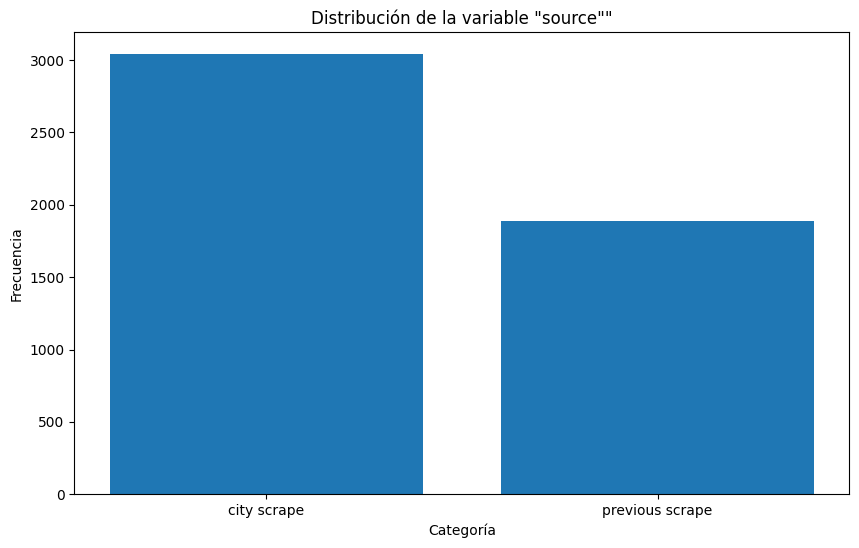 Distribución de la variable "source""
Frecuencia
3000
2500
2000
1500
1000
500
0
city scrape
previous scrape
Categoría